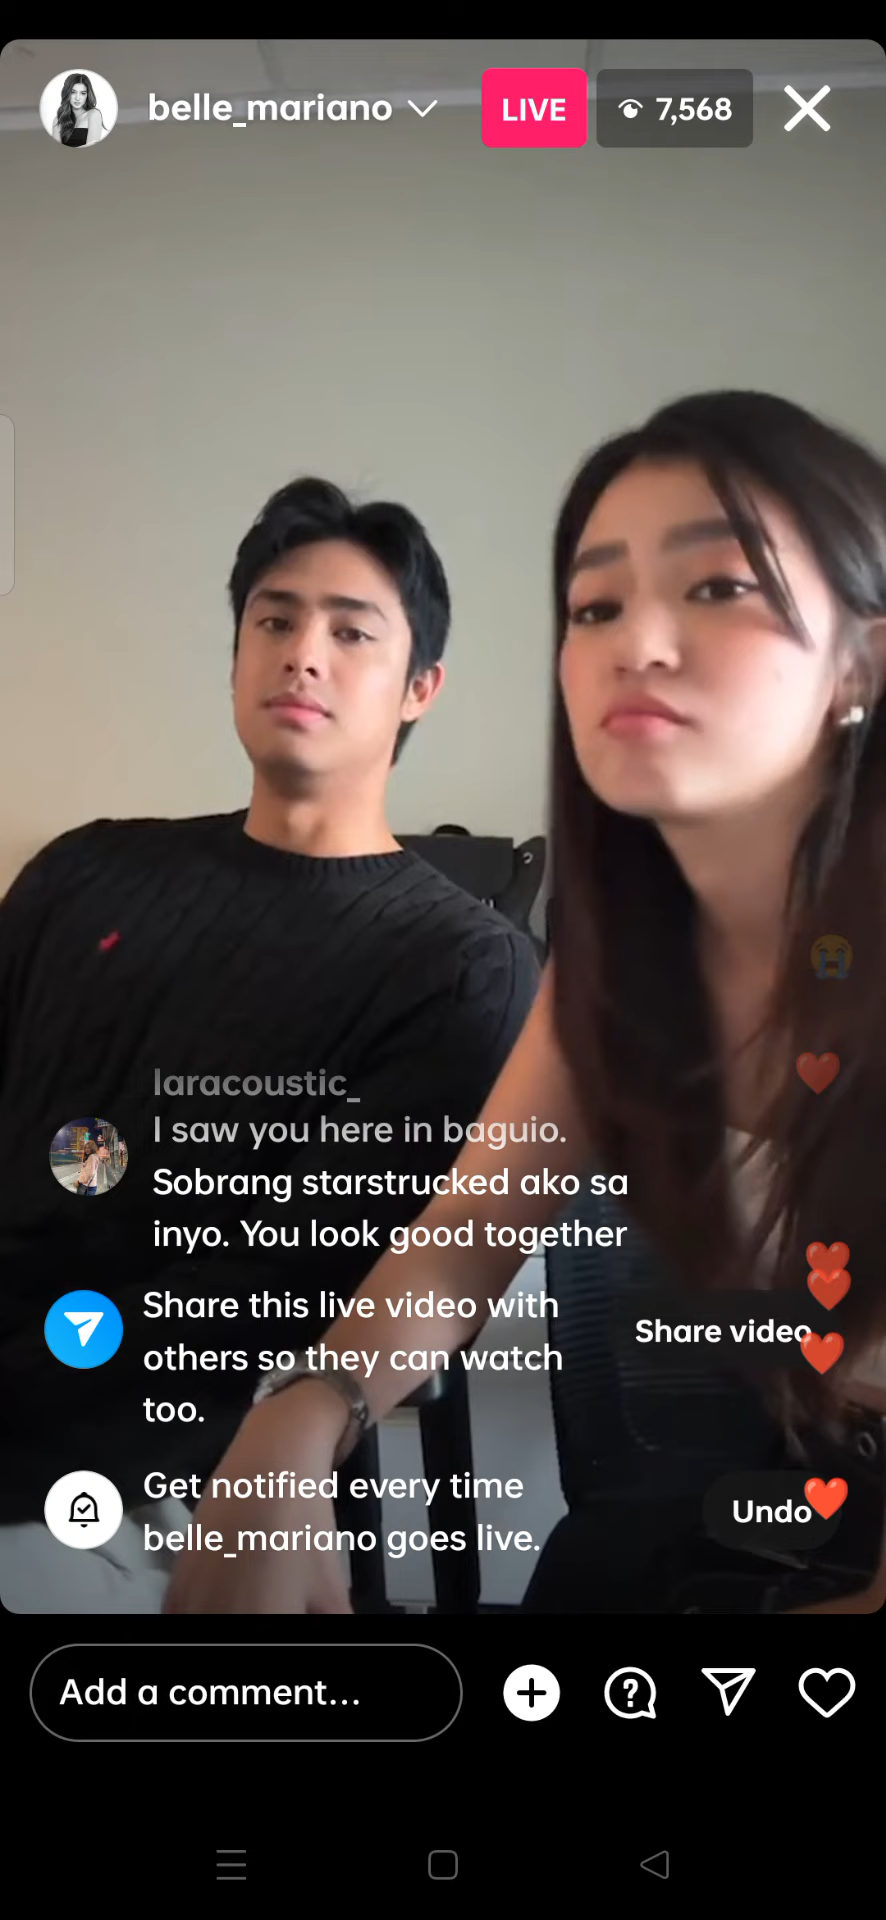 belle_mariano
LIVE
7,568
laracoustic_
I saw you here in baguio.
Sobrang starstrucked ako sa
inyo. You look good together
Share this live video with
others so they can watch
too.
Share video
Get notified every time
belle_mariano goes live.
Undo
Add a comment...